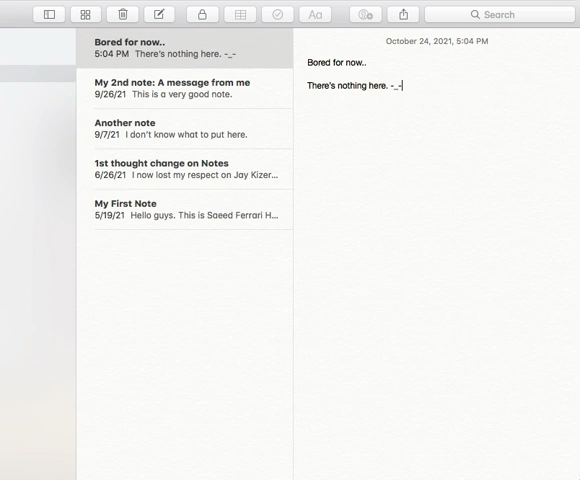 Aa
Search
Bored for now..
5:04 PM There's nothing here. -_-
My 2nd note: A message from me
9/26/21 This is a very good note.
Another note
9/7/21 I don't know what to put here.
1st thought change on Notes
6/26/21 I now lost my respect on Jay Kizer...
My First Note
5/19/21 Hello guys. This is Saeed Ferrari H...
October 24, 2021, 5:04 PM
Bored for now..
There's nothing here. -_-